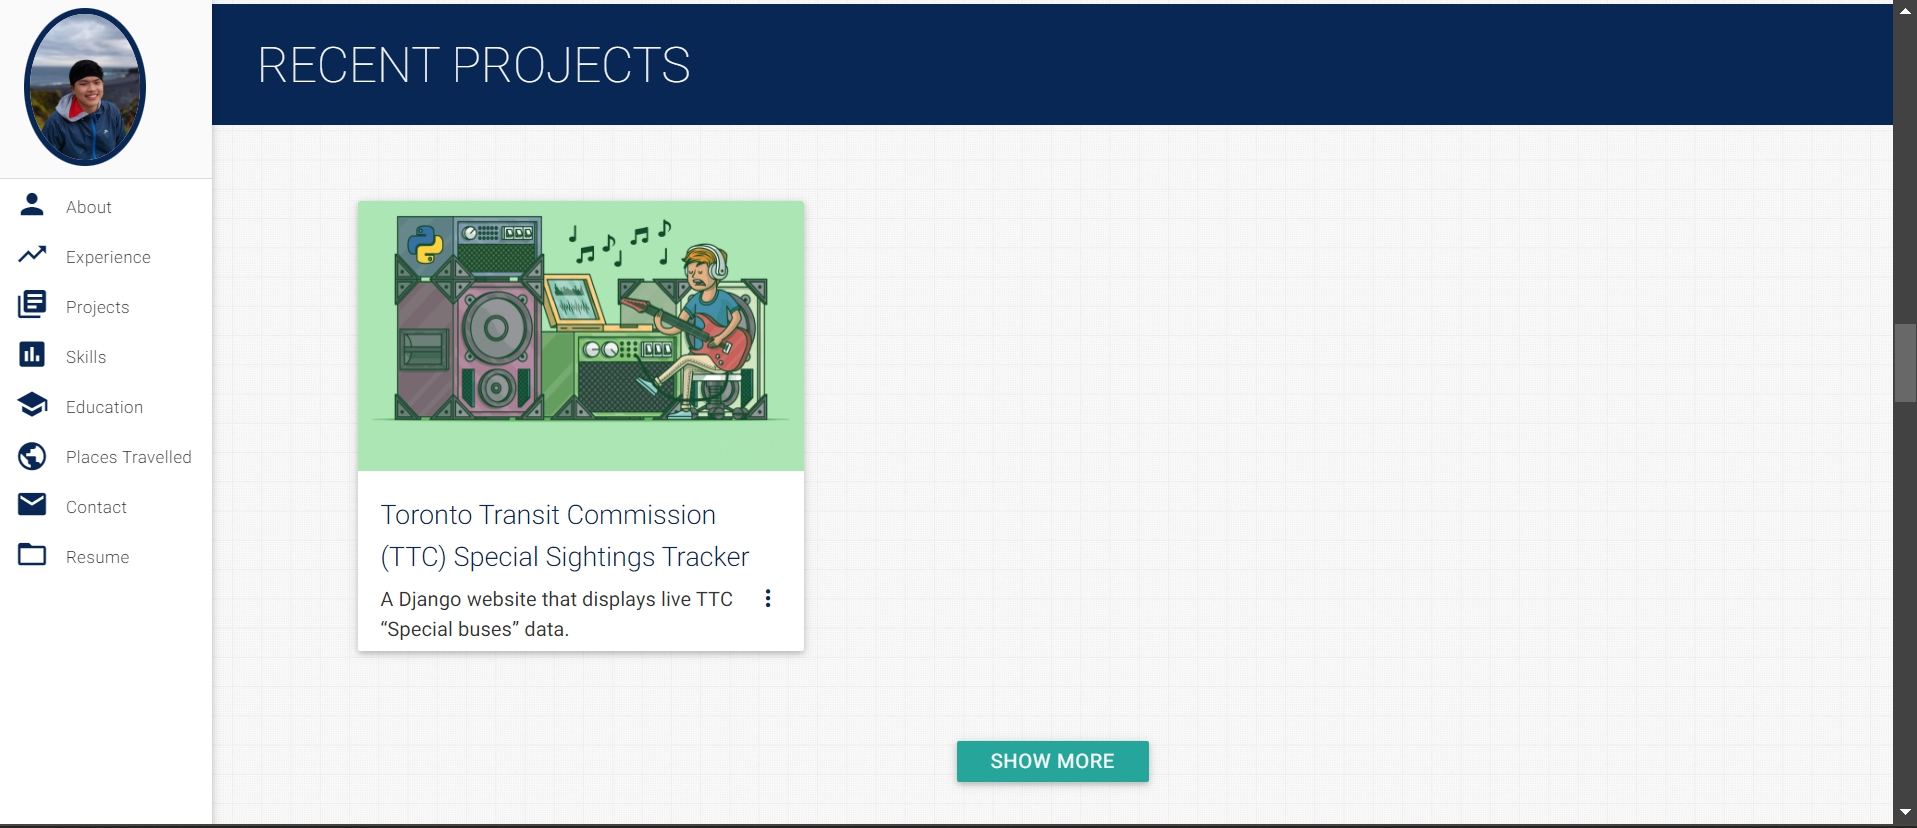 RECENT PROJECTS
About
Experience
Projects
Skills
Education
Places Travelled
Contact
Resume
Toronto Transit Commission
(TTC) Special Sightings Tracker
A Django website that displays live TTC
“Special buses” data.
SHOW MORE